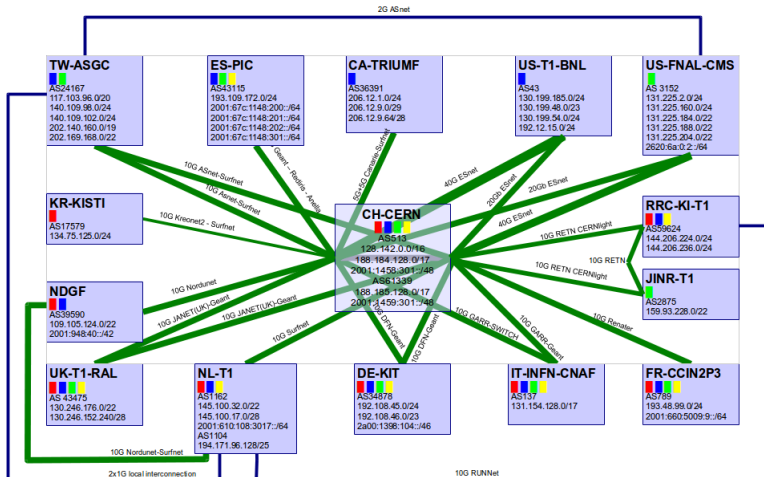 2G ASnet
TW-ASGC
AS24167
117.103.96.0/20
140.109.98.0/24
140.109.102.0/24
202.140.160.0/19
202.169.168.0/22
ES-PIC
AS43115
193.109.172.0/24
2001:67c:1148:200::/64
2001:67c:1148:201::/64
2001:67c:1148:202::/64
2001:67c:1148:301::/64
CA-TRIUMF
AS36391
206.12.1.0/24
206.12.9.0/29
206.12.9.64/28
US-T1-BNL
AS43
130.199.185.0/24
130.199.48.0/23
130.199.54.0/24
192.12.15.0/24
US-FNAL-CMS
AS 3152
131.225.2.0/24
131.225.160.0/24
131.225.184.0/22
131.225.188.0/22
131.225.204.0/22
2620:6a:0:2::/64
10G ASnet-Surfnet
10G Asnet-Surfnet
Geant – Rediris - Anella
5G+5G Canarie-Surfnet
40G ESnet
20Gb ESnet
20Gb ESnet
40G ESnet
KR-KISTI
AS17579
134.75.125.0/24
10G Kreonet2 - Surfnet
CH-CERN
AS513
128.142.0.0/16
188.184.128.0/17
2001:1458:301::/48
AS61339
188.185.128.0/17
2001:1459:301::/48
RRC-KI-T1
AS59624
144.206.224.0/24
144.206.236.0/24
10G RETN CERNlight
10G RETN
10G RETN CERNlight
JINR-T1
AS2875
159.93.228.0/22
NDGF
AS39590
109.105.124.0/22
2001:948:40::/42
10G Nordunet
10G JANET(UK)-Geant
10G JANET(UK)-Geant
10G Surfnet
10G DFN-Geant
10G DFN-Geant
10G GARR-SWITCH
10G GARR-Geant
10G Renater
UK-T1-RAL
AS 43475
130.246.176.0/22
130.246.152.240/28
NL-T1
AS1162
145.100.32.0/22
145.100.17.0/28
2001:610:108:3017::/64
AS1104
194.171.96.128/25
DE-KIT
AS34878
192.108.45.0/24
192.108.46.0/23
2a00:1398:104::/46
IT-INFN-CNAF
AS137
131.154.128.0/17
FR-CCIN2P3
AS789
193.48.99.0/24
2001:660:5009:9::/64
10G Nordunet-Surfnet
2x1G local interconnection
10G RUNNet